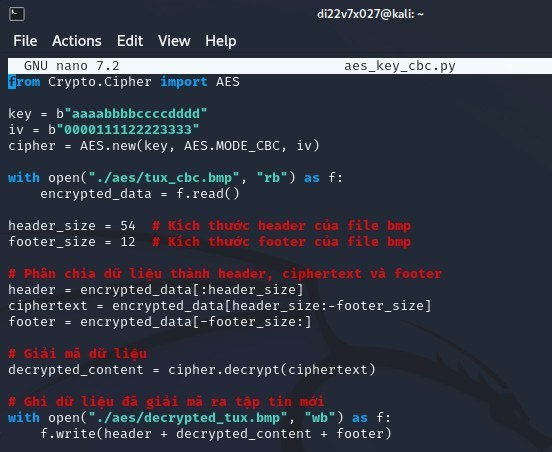 di22v7x027@kali: ~
File Actions Edit View Help
GNU nano 7.2 aes_key_cbc.py
from Crypto.Cipher import AES
key = b"aaaabbbbccccdddd"
iv = b"0000111122223333"
cipher = AES.new(key, AES.MODE_CBC, iv)
with open("./aes/tux_cbc.bmp", "rb") as f:
    encrypted_data = f.read()
header_size = 54  # Kích thước header của file bmp
footer_size = 12  # Kích thước footer của file bmp
# Phân chia dữ liệu thành header, ciphertext và footer
header = encrypted_data[:header_size]
ciphertext = encrypted_data[header_size:-footer_size]
footer = encrypted_data[-footer_size:]
# Giải mã dữ liệu
decrypted_content = cipher.decrypt(ciphertext)
# Ghi dữ liệu đã giải mã ra tập tin mới
with open("./aes/decrypted_tux.bmp", "wb") as f:
    f.write(header + decrypted_content + footer)